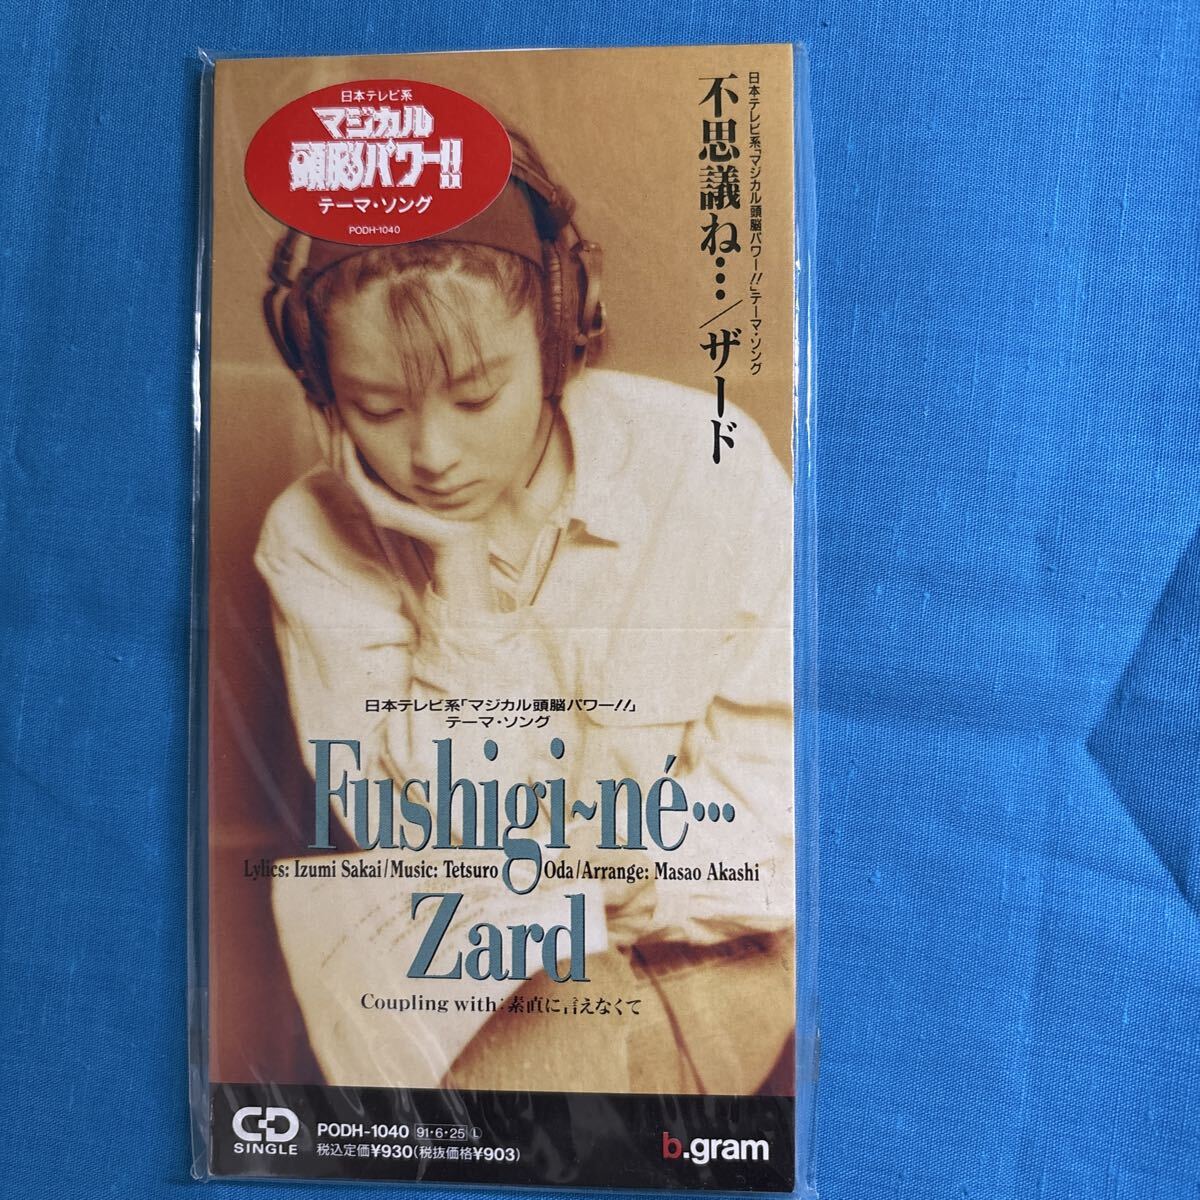 日本テレビ系
マジカル
頭脳パワー!!
テーマ・ソング
PODH-1040
日本テレビ系「マジカル頭脳パワー!!」テーマ・ソング
不思議ね…/ザード
日本テレビ系「マジカル頭脳パワー!!」
テーマ・ソング
Fushigi~né…
Lylics: Izumi Sakai/Music: Tetsuro Oda/Arrange: Masao Akashi
Zard
Coupling with:素直に言えなくて
CD
SINGLE
PODH-1040 91・6・25 L
税込定価¥930(税抜価格¥903)
b.gram